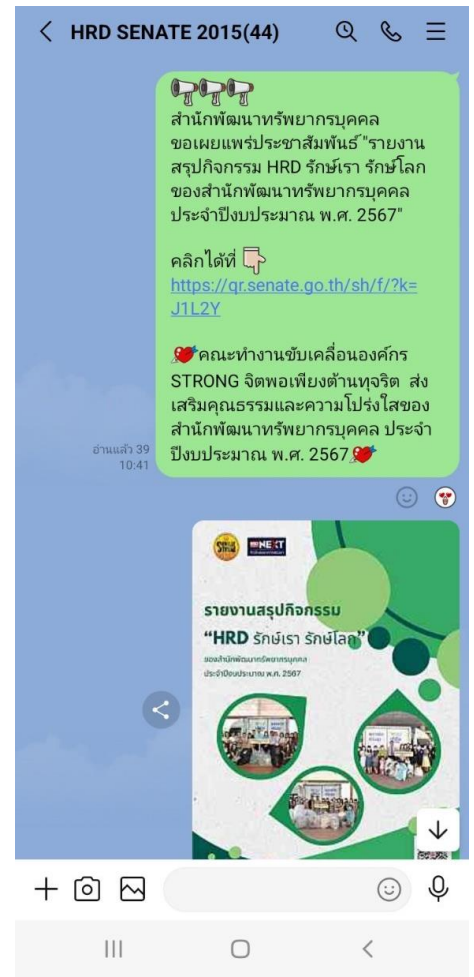 HRD SENATE 2015(44)
สำนักพัฒนาทรัพยากรบุคคล
ขอเผยแพร่ประชาสัมพันธ์ "รายงาน
สรุปกิจกรรม HRD รักษ์เรา รักษ์โลก
ของสำนักพัฒนาทรัพยากรบุคคล
ประจำปีงบประมาณ พ.ศ. 2567"
คลิกได้ที่
https://qr.senate.go.th/sh/f/?k=
J1L2Y
คณะทำงานขับเคลื่อนองค์กร
STRONG จิตพอเพียงต้านทุจริต ส่ง
เสริมคุณธรรมและความโปร่งใสของ
สำนักพัฒนาทรัพยากรบุคคล ประจำ
ปีงบประมาณ พ.ศ. 2567
อ่านแล้ว 39
10:41
NEXT
รายงานสรุปกิจกรรม
“HRD รักษ์เรา รักษ์โลก”
ของสำนักพัฒนาทรัพยากรบุคคล
ประจำปีงบประมาณ พ.ศ. 2567